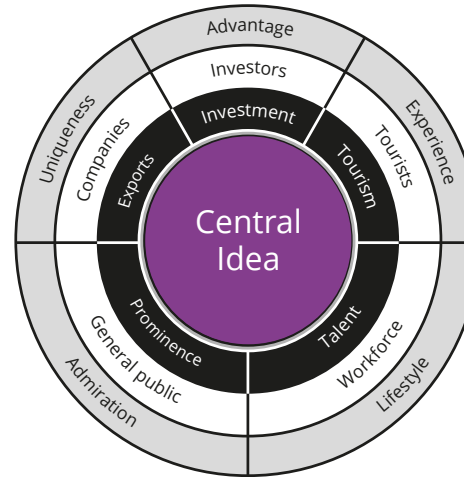 Advantage
Investors
Investment
Uniqueness
Companies
Exports
Experience
Tourists
Tourism
Central
Idea
Prominence
General public
Admiration
Talent
Workforce
Lifestyle